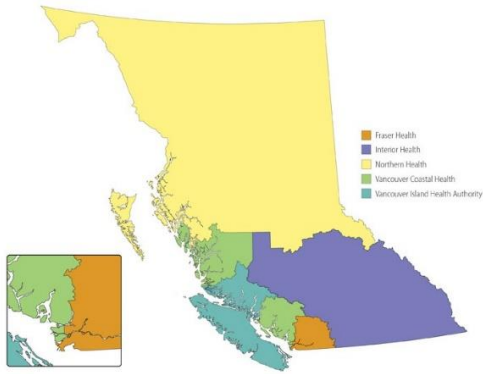 Fraser Health
Interior Health
Northern Health
Vancouver Coastal Health
Vancouver Island Health Authority